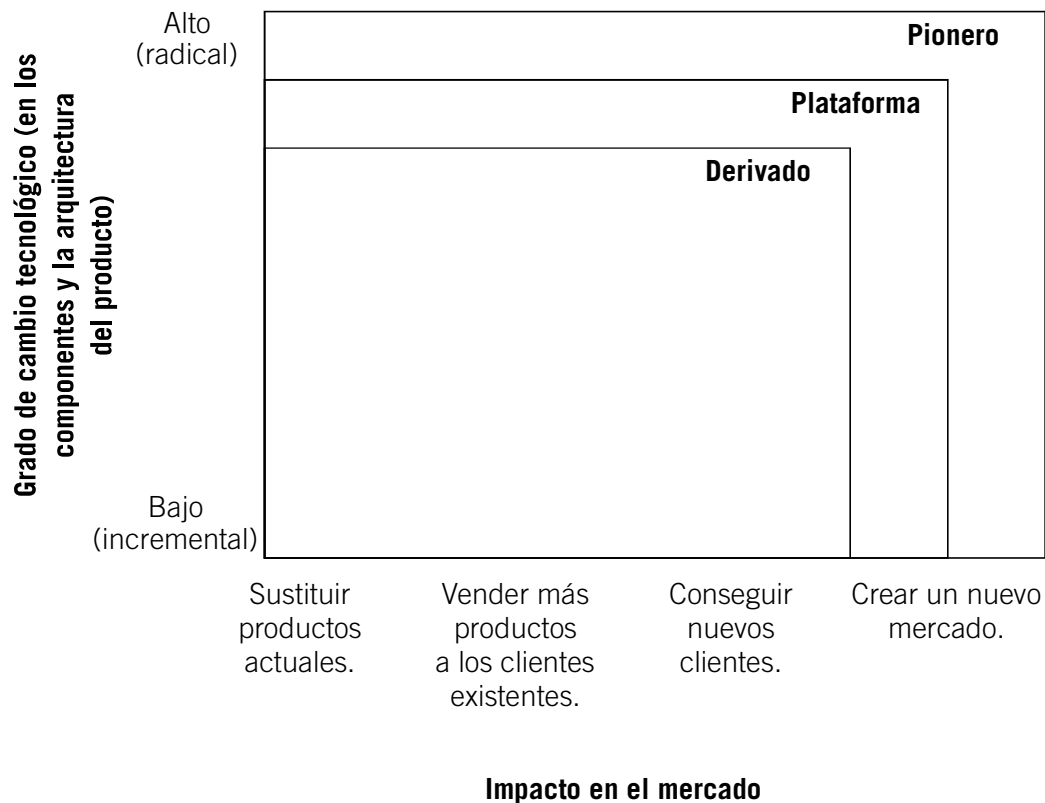 Grado de cambio tecnológico (en los
componentes y la arquitectura
del producto)
Alto
(radical)
Pionero
Plataforma
Derivado
Bajo
(incremental)
Sustituir
productos
actuales.
Vender más
productos
a los clientes
existentes.
Conseguir
nuevos
clientes.
Crear un nuevo
mercado.
Impacto en el mercado